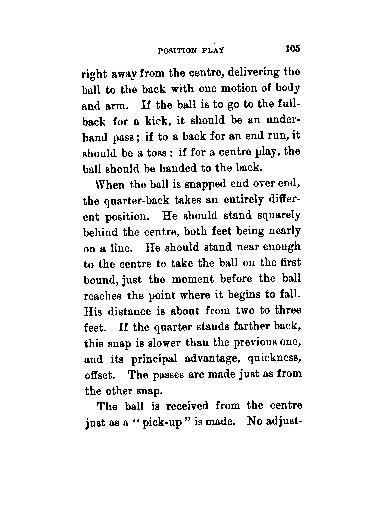 POSITION PLAY 105
right away from the centre, delivering the
ball to the back with one motion of body
and arm. If the ball is to go to the full-
back for a kick, it should be an under-
hand pass; if to a back for an end run, it
should be a toss; if for a centre play, the
ball should be handed to the back.
When the ball is snapped end over end,
the quarter-back takes an entirely differ-
ent position. He should stand squarely
behind the centre, both feet being nearly
on a line. He should stand near enough
to the centre to take the ball on the first
bound, just the moment before the ball
reaches the point where it begins to fall.
His distance is about from two to three
feet. If the quarter stands farther back,
this snap is slower than the previous one,
and its principal advantage, quickness,
offset. The passes are made just as from
the other snap.
The ball is received from the centre
just as a "pick-up" is made. No adjust-